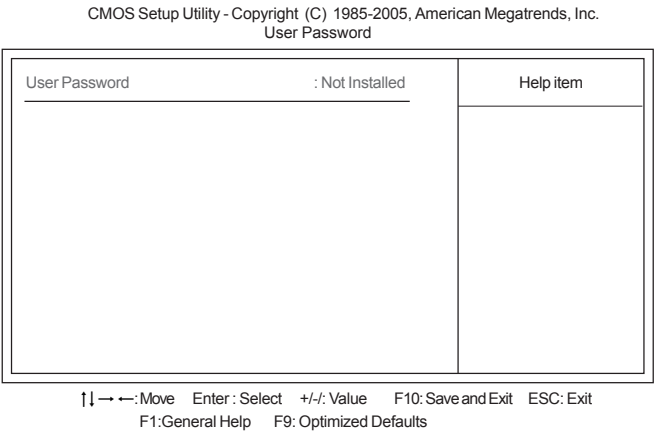 CMOS Setup Utility - Copyright (C) 1985-2005, American Megatrends, Inc.
User Password
User Password : Not Installed
Help item
↑↓→←: Move Enter : Select +/-/: Value F10: Save and Exit ESC: Exit
F1:General Help F9: Optimized Defaults